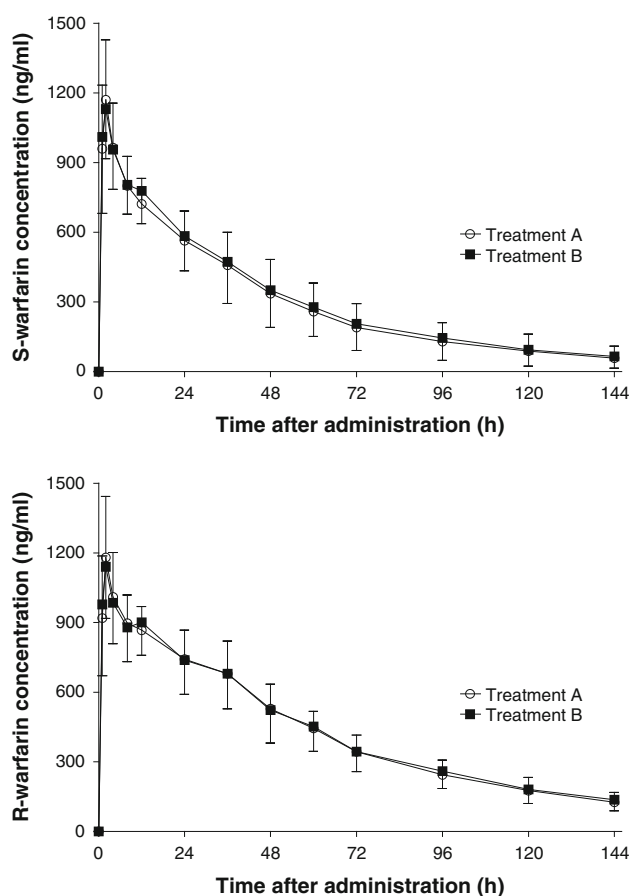 S-warfarin concentration (ng/ml)
1500
1200
900
600
300
0
Treatment A
Treatment B
0 24 48 72 96 120 144
Time after administration (h)
R-warfarin concentration (ng/ml)
1500
1200
900
600
300
0
Treatment A
Treatment B
0 24 48 72 96 120 144
Time after administration (h)